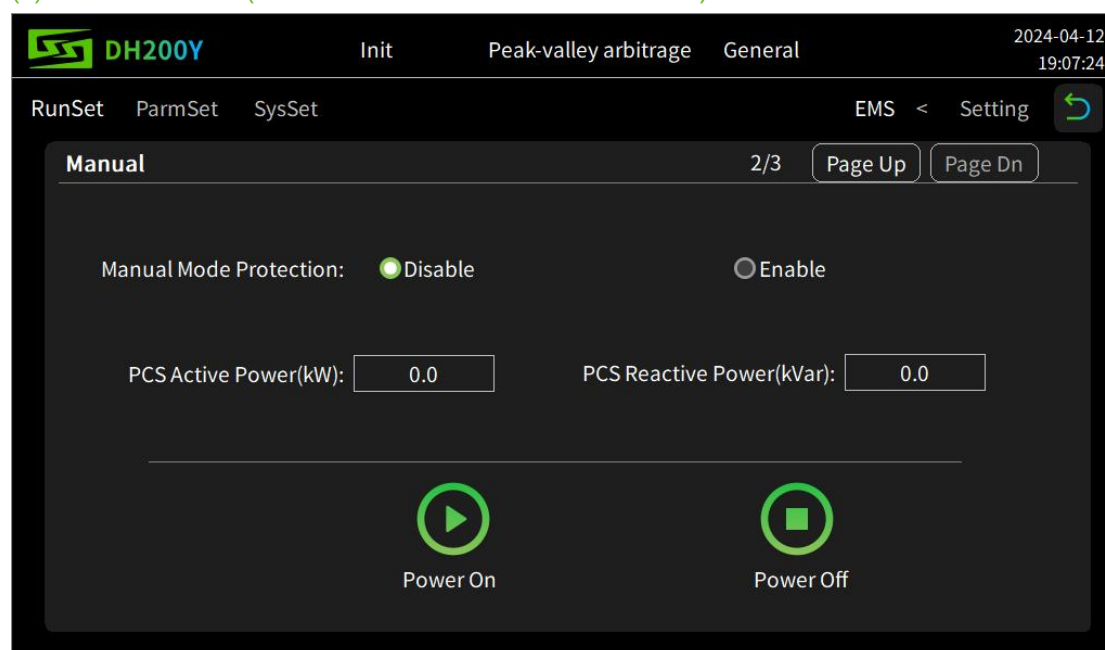 DH200Y Init Peak-valley arbitrage General 2024-04-12
19:07:24
RunSet ParmSet SysSet EMS < Setting
Manual 2/3 Page Up Page Dn
Manual Mode Protection: Disable Enable
PCS Active Power(kW): 0.0 PCS Reactive Power(kVar): 0.0
Power On Power Off